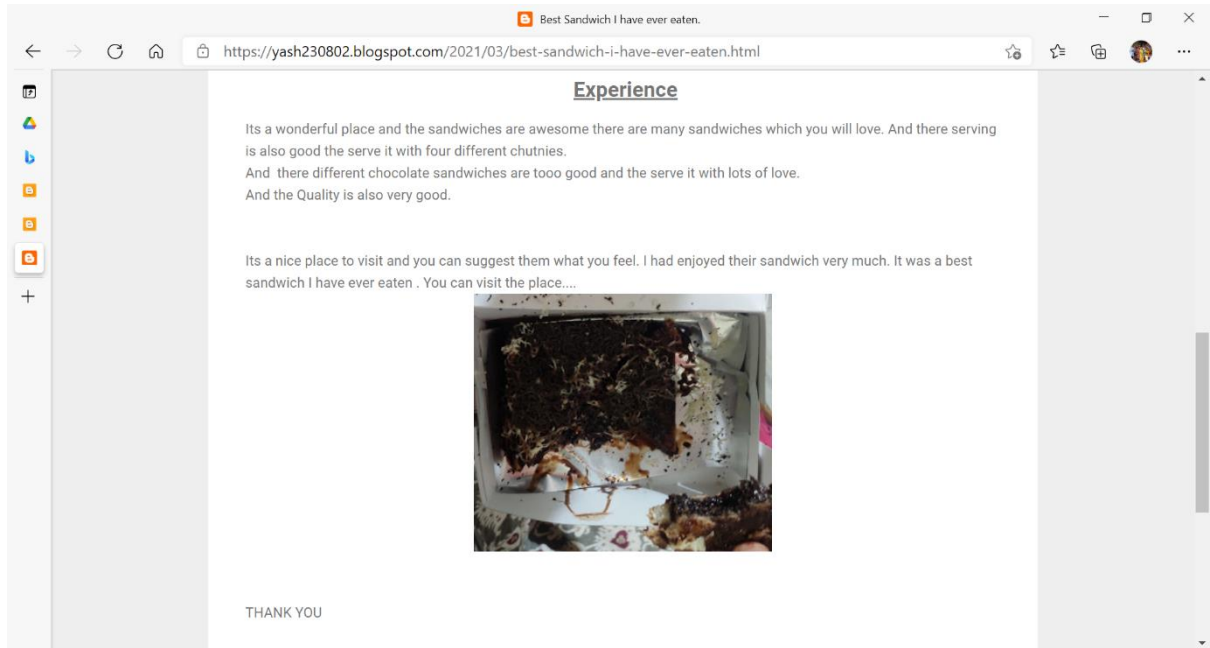 Best Sandwich I have ever eaten.
https://yash230802.blogspot.com/2021/03/best-sandwich-i-have-ever-eaten.html
Experience
Its a wonderful place and the sandwiches are awesome there are many sandwiches which you will love. And there serving
is also good the serve it with four different chutnies.
And  there different chocolate sandwiches are tooo good and the serve it with lots of love.
And the Quality is also very good.
Its a nice place to visit and you can suggest them what you feel. I had enjoyed their sandwich very much. It was a best
sandwich I have ever eaten . You can visit the place....
THANK YOU